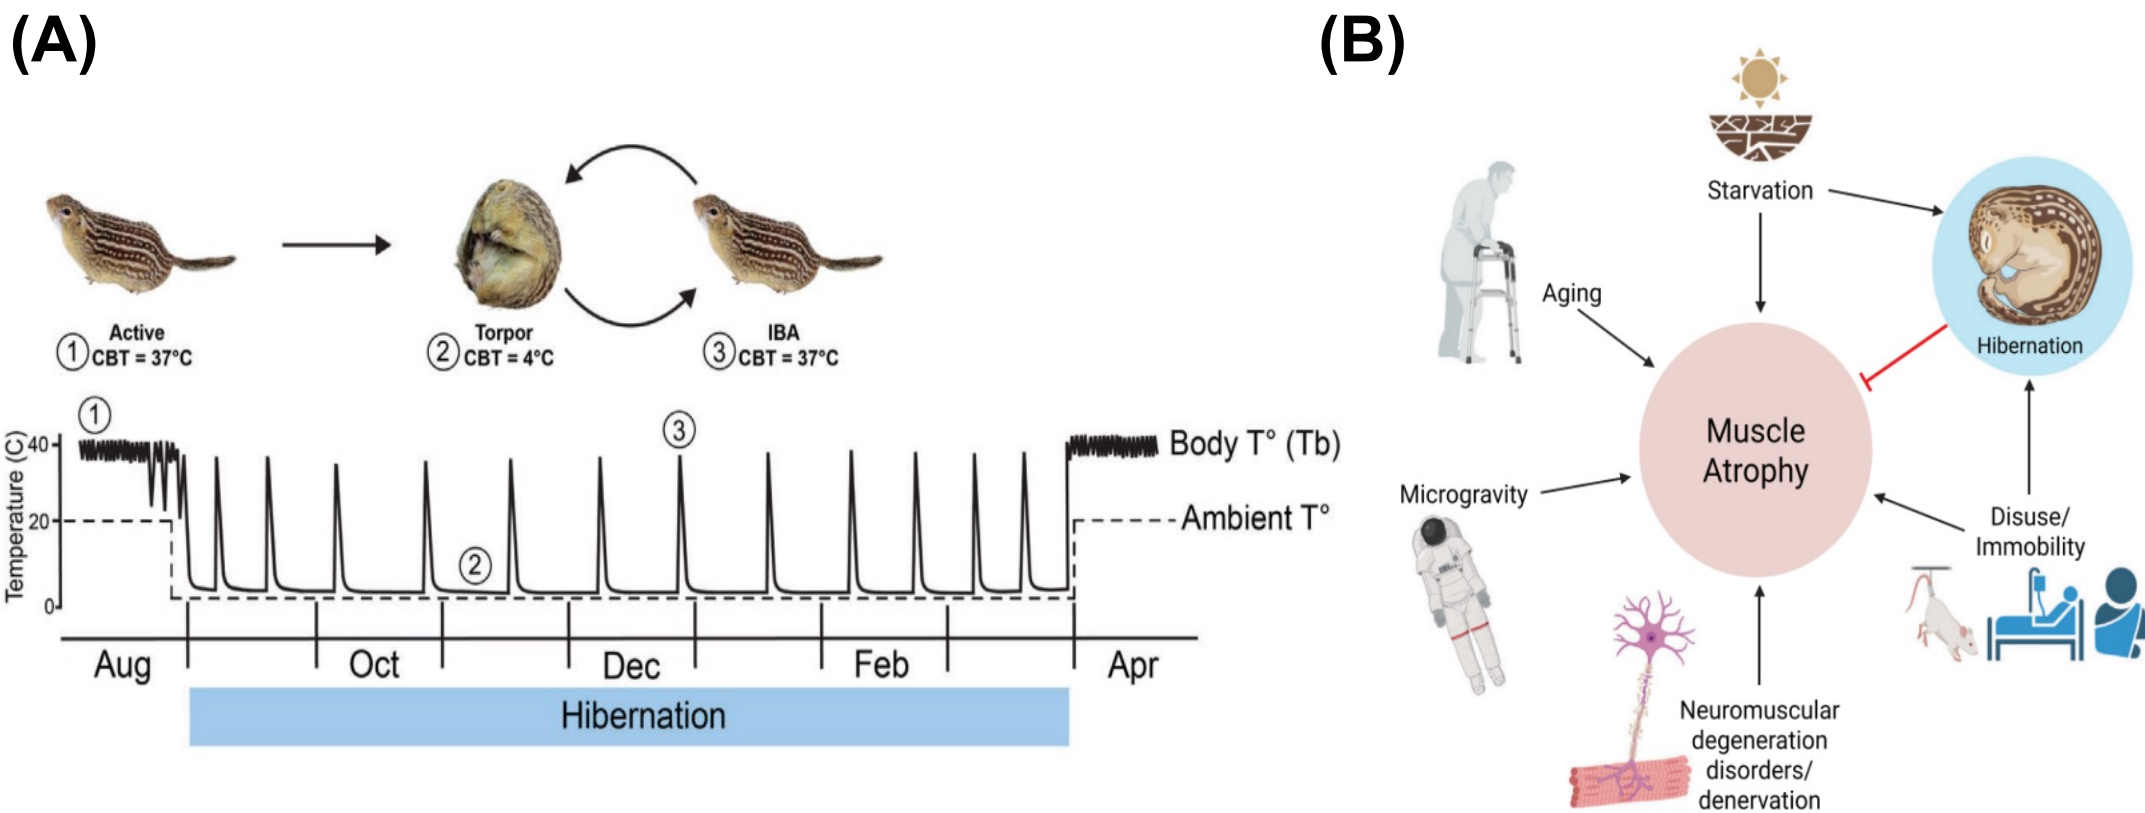 (A)
(B)
① Active
CBT = 37°C
② Torpor
CBT = 4°C
③ IBA
CBT = 37°C
Temperature (C)
40
20
0
①
②
③
Body T° (Tb)
Ambient T°
Aug
Oct
Dec
Feb
Apr
Hibernation
Starvation
Aging
Hibernation
Muscle
Atrophy
Microgravity
Disuse/
Immobility
Neuromuscular
degeneration
disorders/
denervation